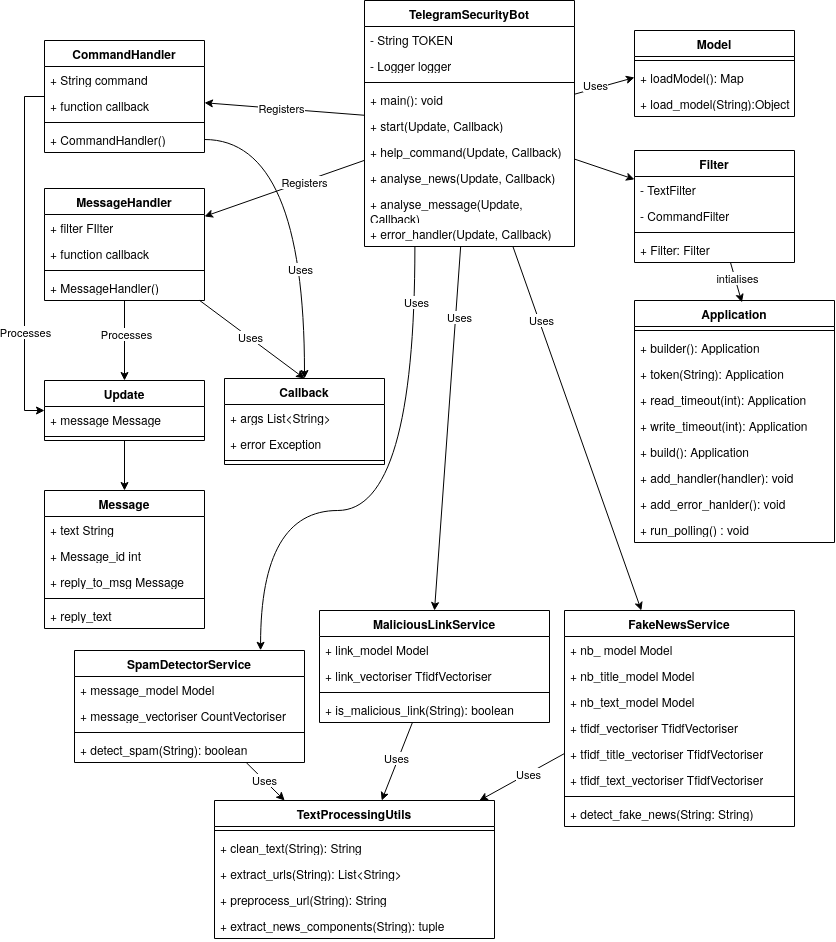 TelegramSecurityBot
- String TOKEN
- Logger logger
+ main(): void
+ start(Update, Callback)
+ help_command(Update, Callback)
+ analyse_news(Update, Callback)
+ analyse_message(Update,
Callback)
+ error_handler(Update, Callback)
CommandHandler
+ String command
+ function callback
+ CommandHandler()
Model
+ loadModel(): Map
+ load_model(String):Object
Uses
Registers
Registers
Filter
- TextFilter
- CommandFilter
+ Filter: Filter
intialises
MessageHandler
+ filter FIlter
+ function callback
+ MessageHandler()
Uses
Uses
Processes
Processes
Uses
Uses
Uses
Application
+ builder(): Application
+ token(String): Application
+ read_timeout(int): Application
+ write_timeout(int): Application
+ build(): Application
+ add_handler(handler): void
+ add_error_hanlder(): void
+ run_polling() : void
Update
+ message Message
Callback
+ args List<String>
+ error Exception
Message
+ text String
+ Message_id int
+ reply_to_msg Message
+ reply_text
SpamDetectorService
+ message_model Model
+ message_vectoriser CountVectoriser
+ detect_spam(String): boolean
MaliciousLinkService
+ link_model Model
+ link_vectoriser TfidfVectoriser
+ is_malicious_link(String): boolean
FakeNewsService
+ nb_ model Model
+ nb_title_model Model
+ nb_text_model Model
+ tfidf_vectoriser TfidfVectoriser
+ tfidf_title_vectoriser TfidfVectoriser
+ tfidf_text_vectoriser TfidfVectoriser
+ detect_fake_news(String: String)
Uses
Uses
Uses
TextProcessingUtils
+ clean_text(String): String
+ extract_urls(String): List<String>
+ preprocess_url(String): String
+ extract_news_components(String): tuple